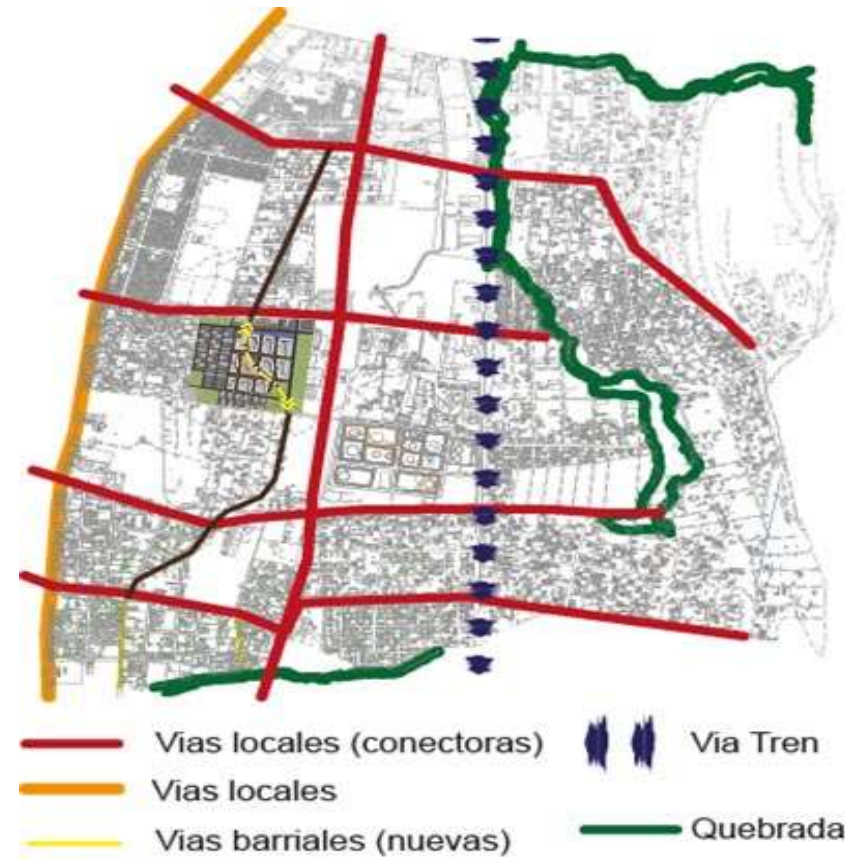 Vias locales (conectoras)
Vias locales
Vias barriales (nuevas)
Via Tren
Quebrada